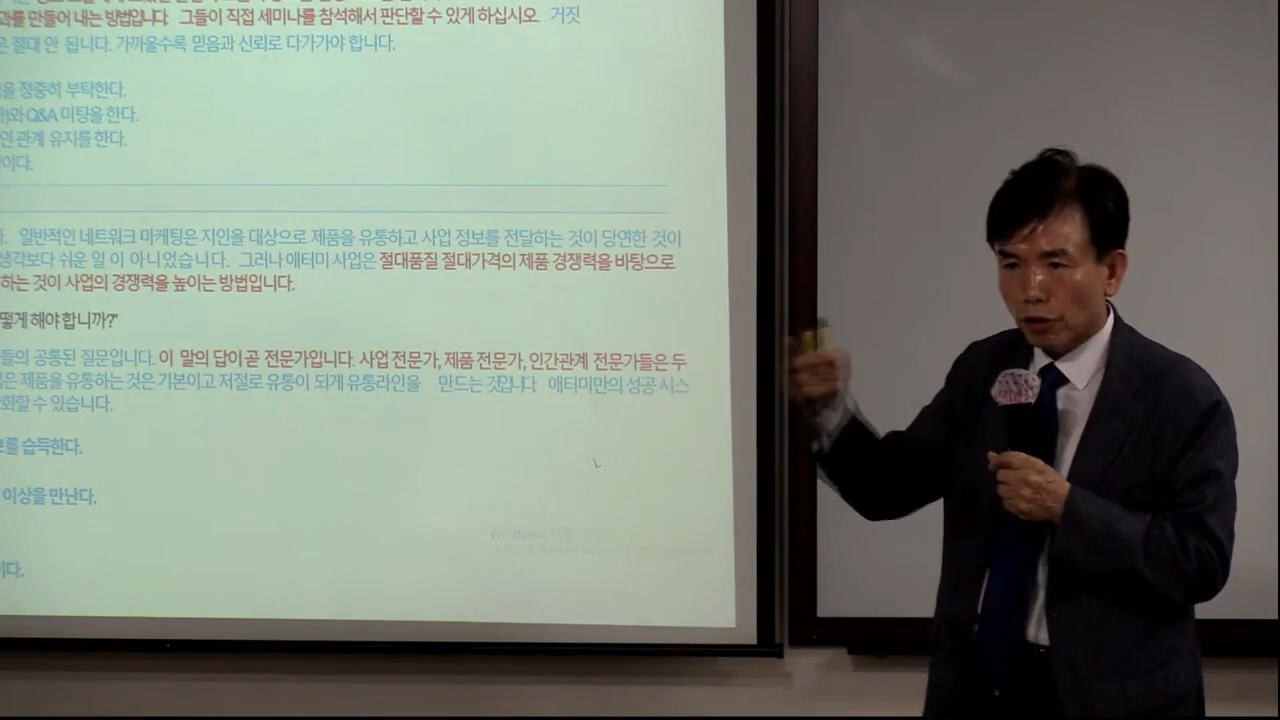 과를 만들어 내는 방법입니다. 그들이 직접 세미나를 참석해서 판단할 수 있게 하십시오. 거짓
은 절대 안 됩니다. 가까울수록 믿음과 신뢰로 다가가야 합니다.
을 정중히 부탁한다.
와 Q&A 미팅을 한다.
인 관계 유지를 한다.
이다.
일반적인 네트워크 마케팅은 지인을 대상으로 제품을 유통하고 사업 정보를 전달하는 것이 당연한 것이
생각보다 쉬운 일 이 아니었습니다. 그러나 애터미 사업은 절대품질 절대가격의 제품 경쟁력을 바탕으로
하는 것이 사업의 경쟁력을 높이는 방법입니다.
떻게 해야 합니까?"
들의 공통된 질문입니다. 이 말의 답이 곧 전문가입니다. 사업 전문가, 제품 전문가, 인간관계 전문가들은 두
은 제품을 유통하는 것은 기본이고 저절로 유통이 되게 유통라인을 만드는 것입니다 애터미만의 성공 시스
화할 수 있습니다.
를 습득한다.
이상을 만난다.
이다.
Windows